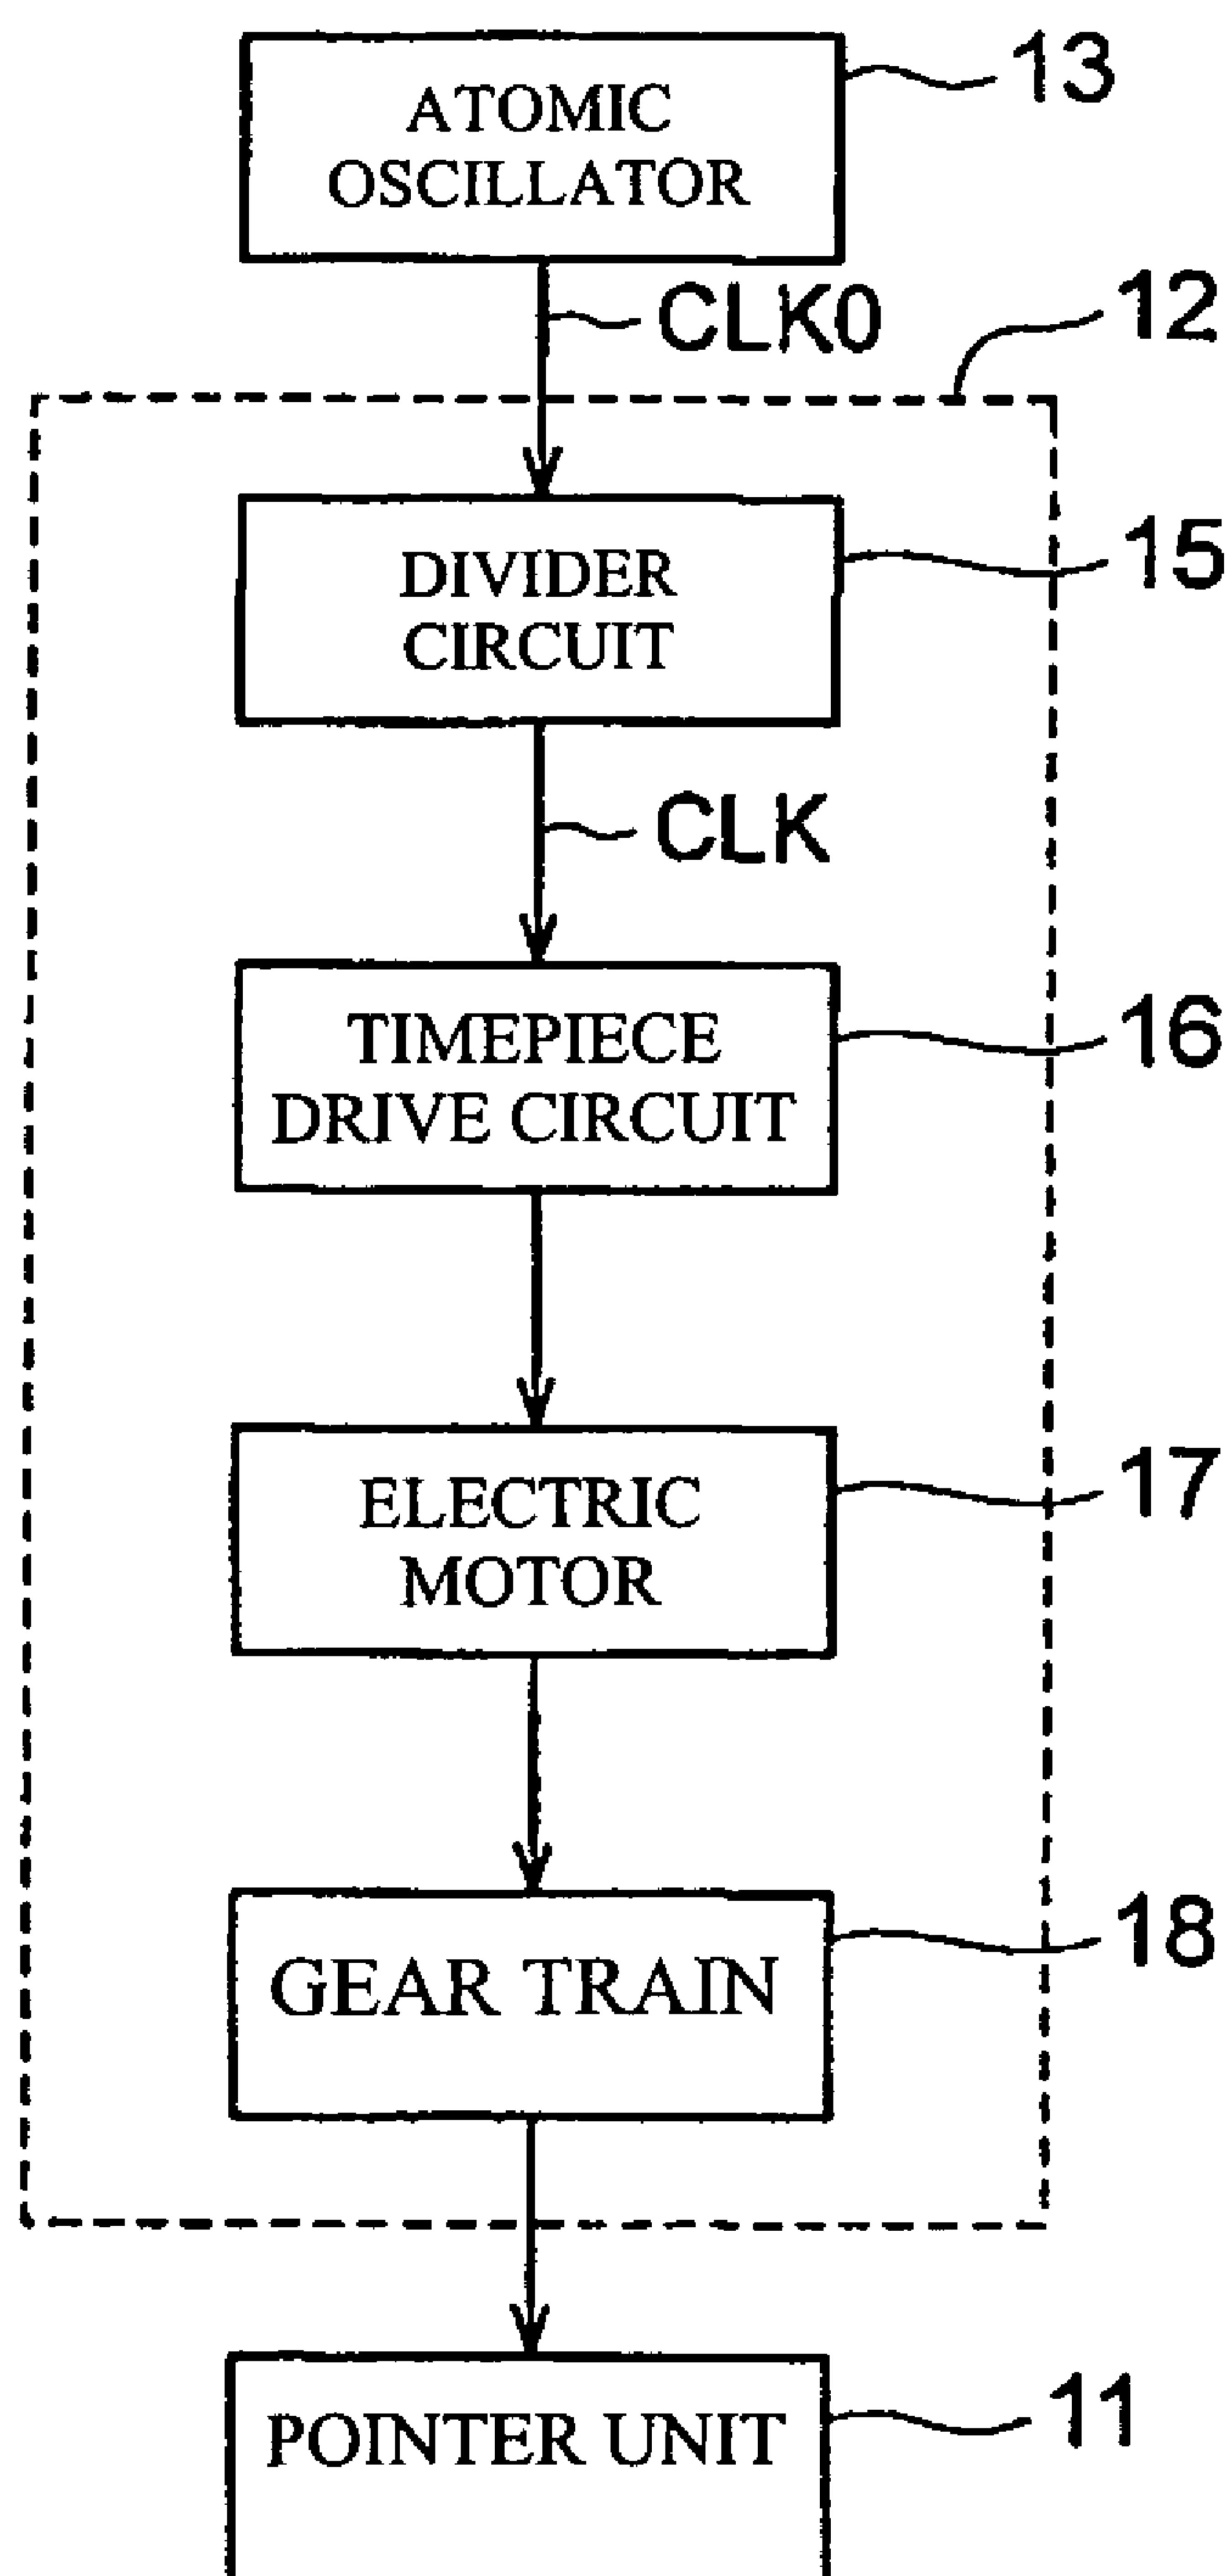 ATOMIC
OSCILLATOR
13
CLK0
12
DIVIDER
CIRCUIT
15
CLK
TIMEPIECE
DRIVE CIRCUIT
16
ELECTRIC
MOTOR
17
GEAR TRAIN
18
POINTER UNIT
11